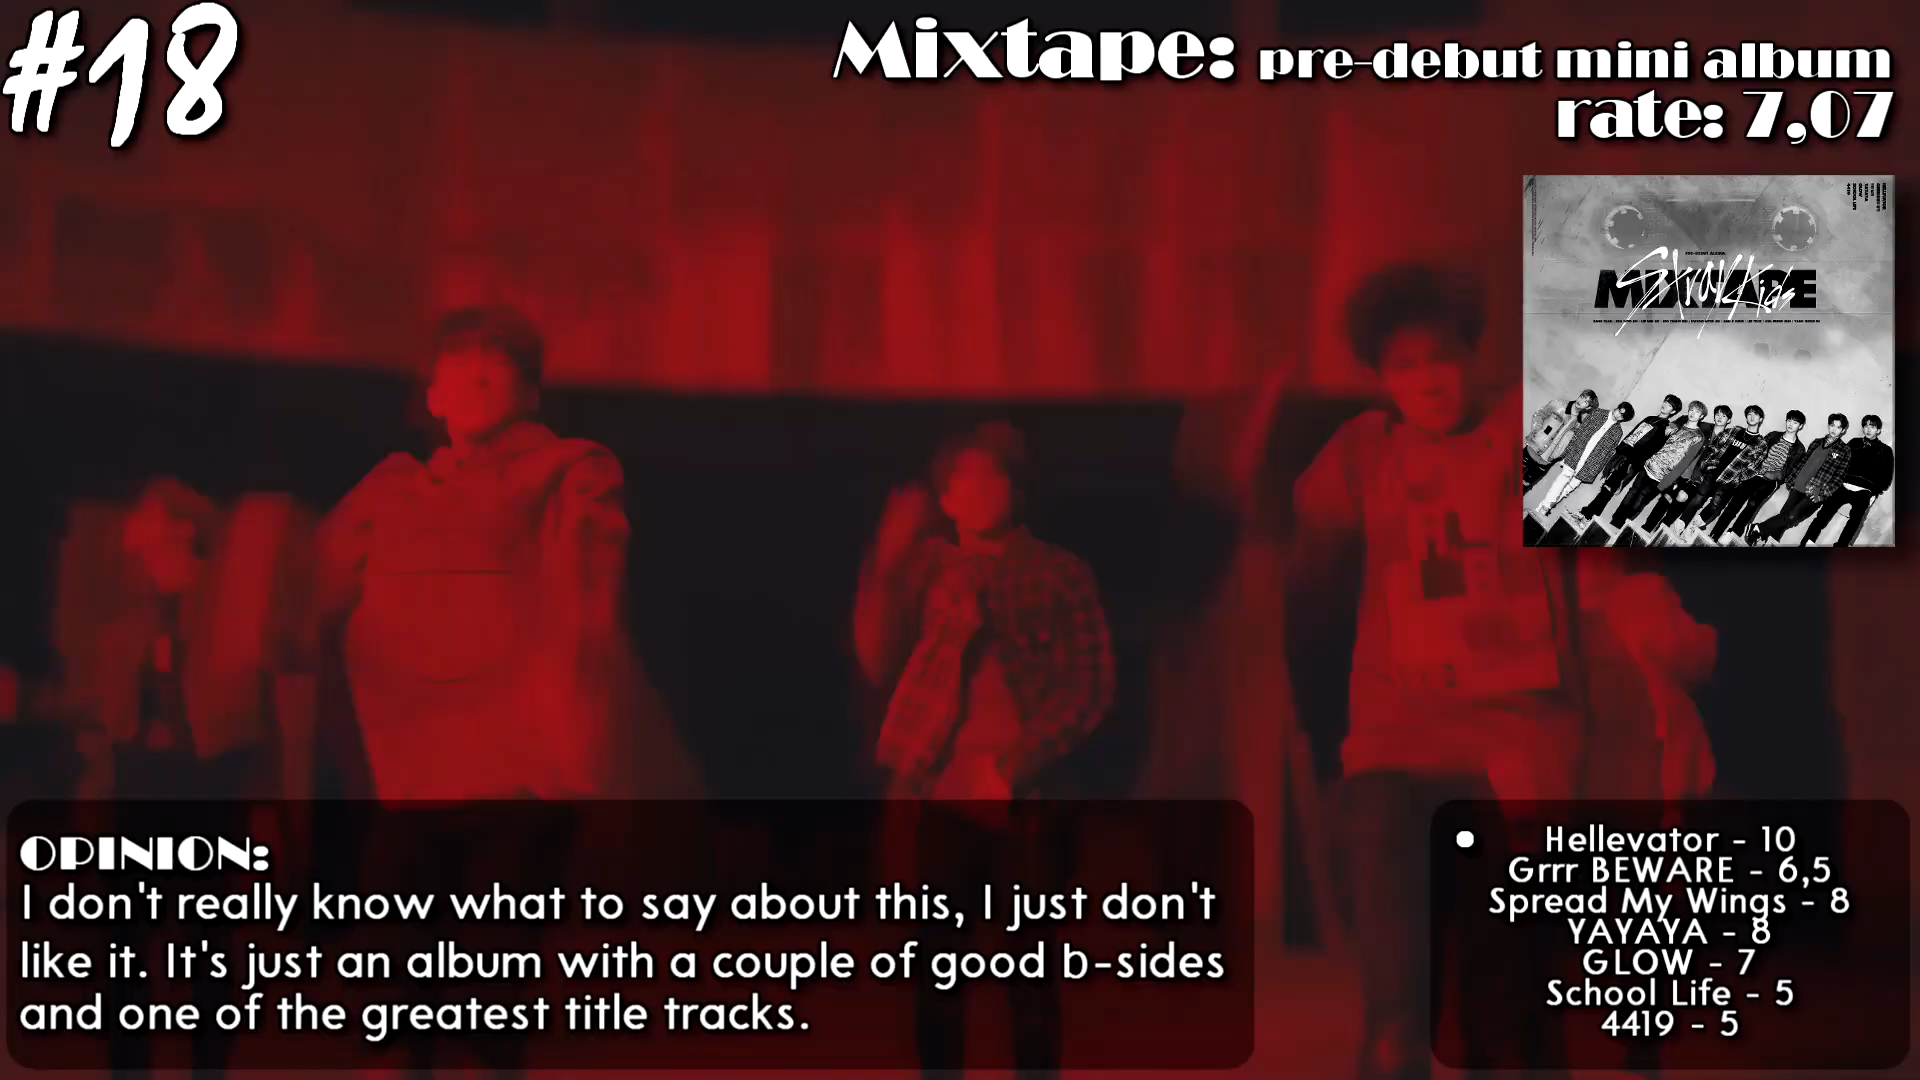 #18
Mixtape: pre-debut mini album
rate: 7,07
PRE-DEBUT ALBUM
MIXTAPE
Stray Kids
OPINION:
I don't really know what to say about this, I just don't
like it. It's just an album with a couple of good b-sides
and one of the greatest title tracks.
Hellevator - 10
Grrr BEWARE - 6,5
Spread My Wings - 8
YAYAYA - 8
GLOW - 7
School Life - 5
4419 - 5